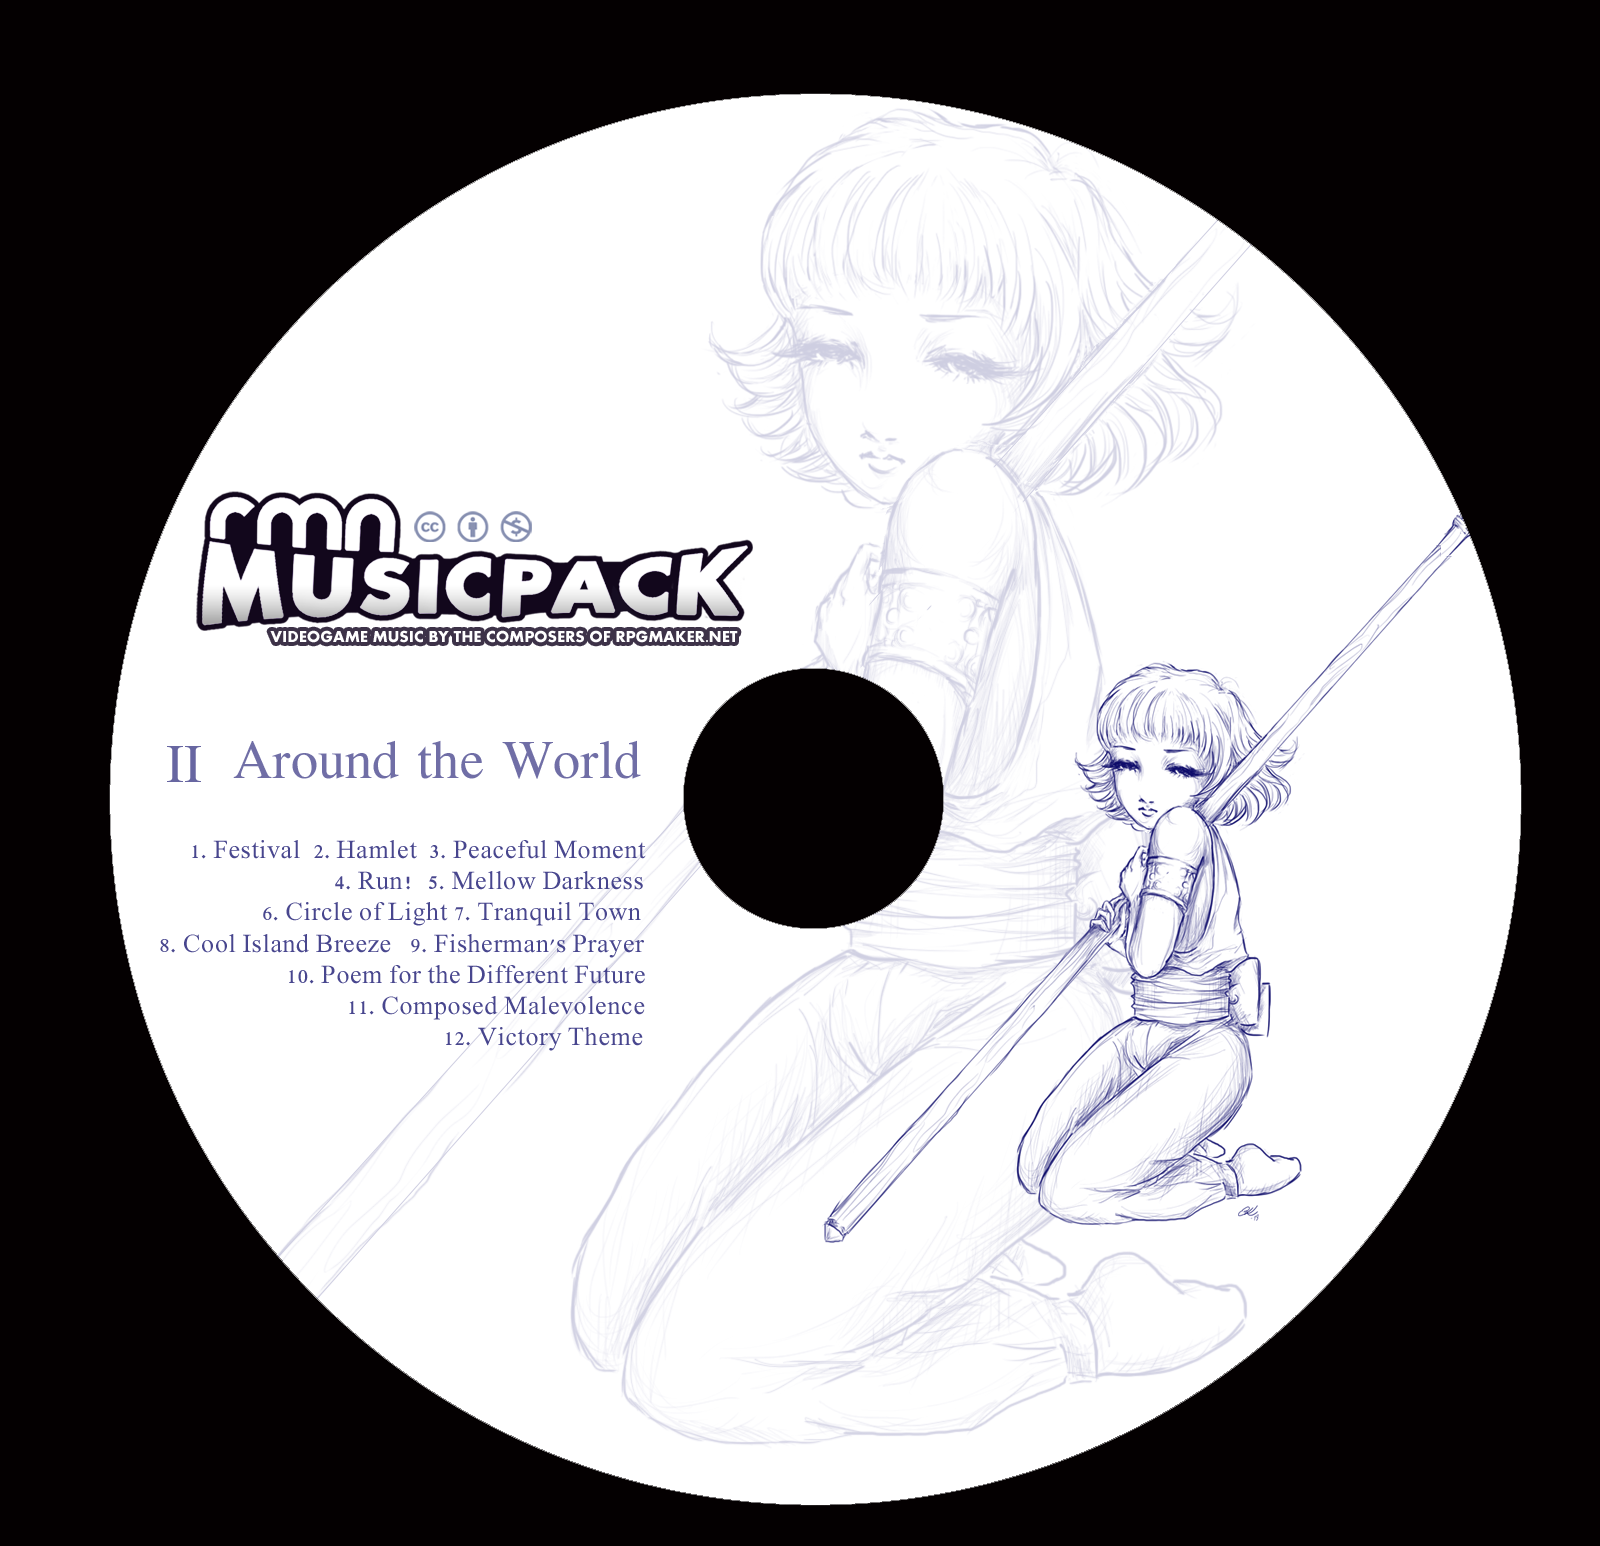 rmn cc
MUSICPACK
VIDEOGAME MUSIC BY THE COMPOSERS OF RPGMAKER.NET
II Around the World
1. Festival 2. Hamlet 3. Peaceful Moment
4. Run! 5. Mellow Darkness
6. Circle of Light 7. Tranquil Town
8. Cool Island Breeze 9. Fisherman's Prayer
10. Poem for the Different Future
11. Composed Malevolence
12. Victory Theme